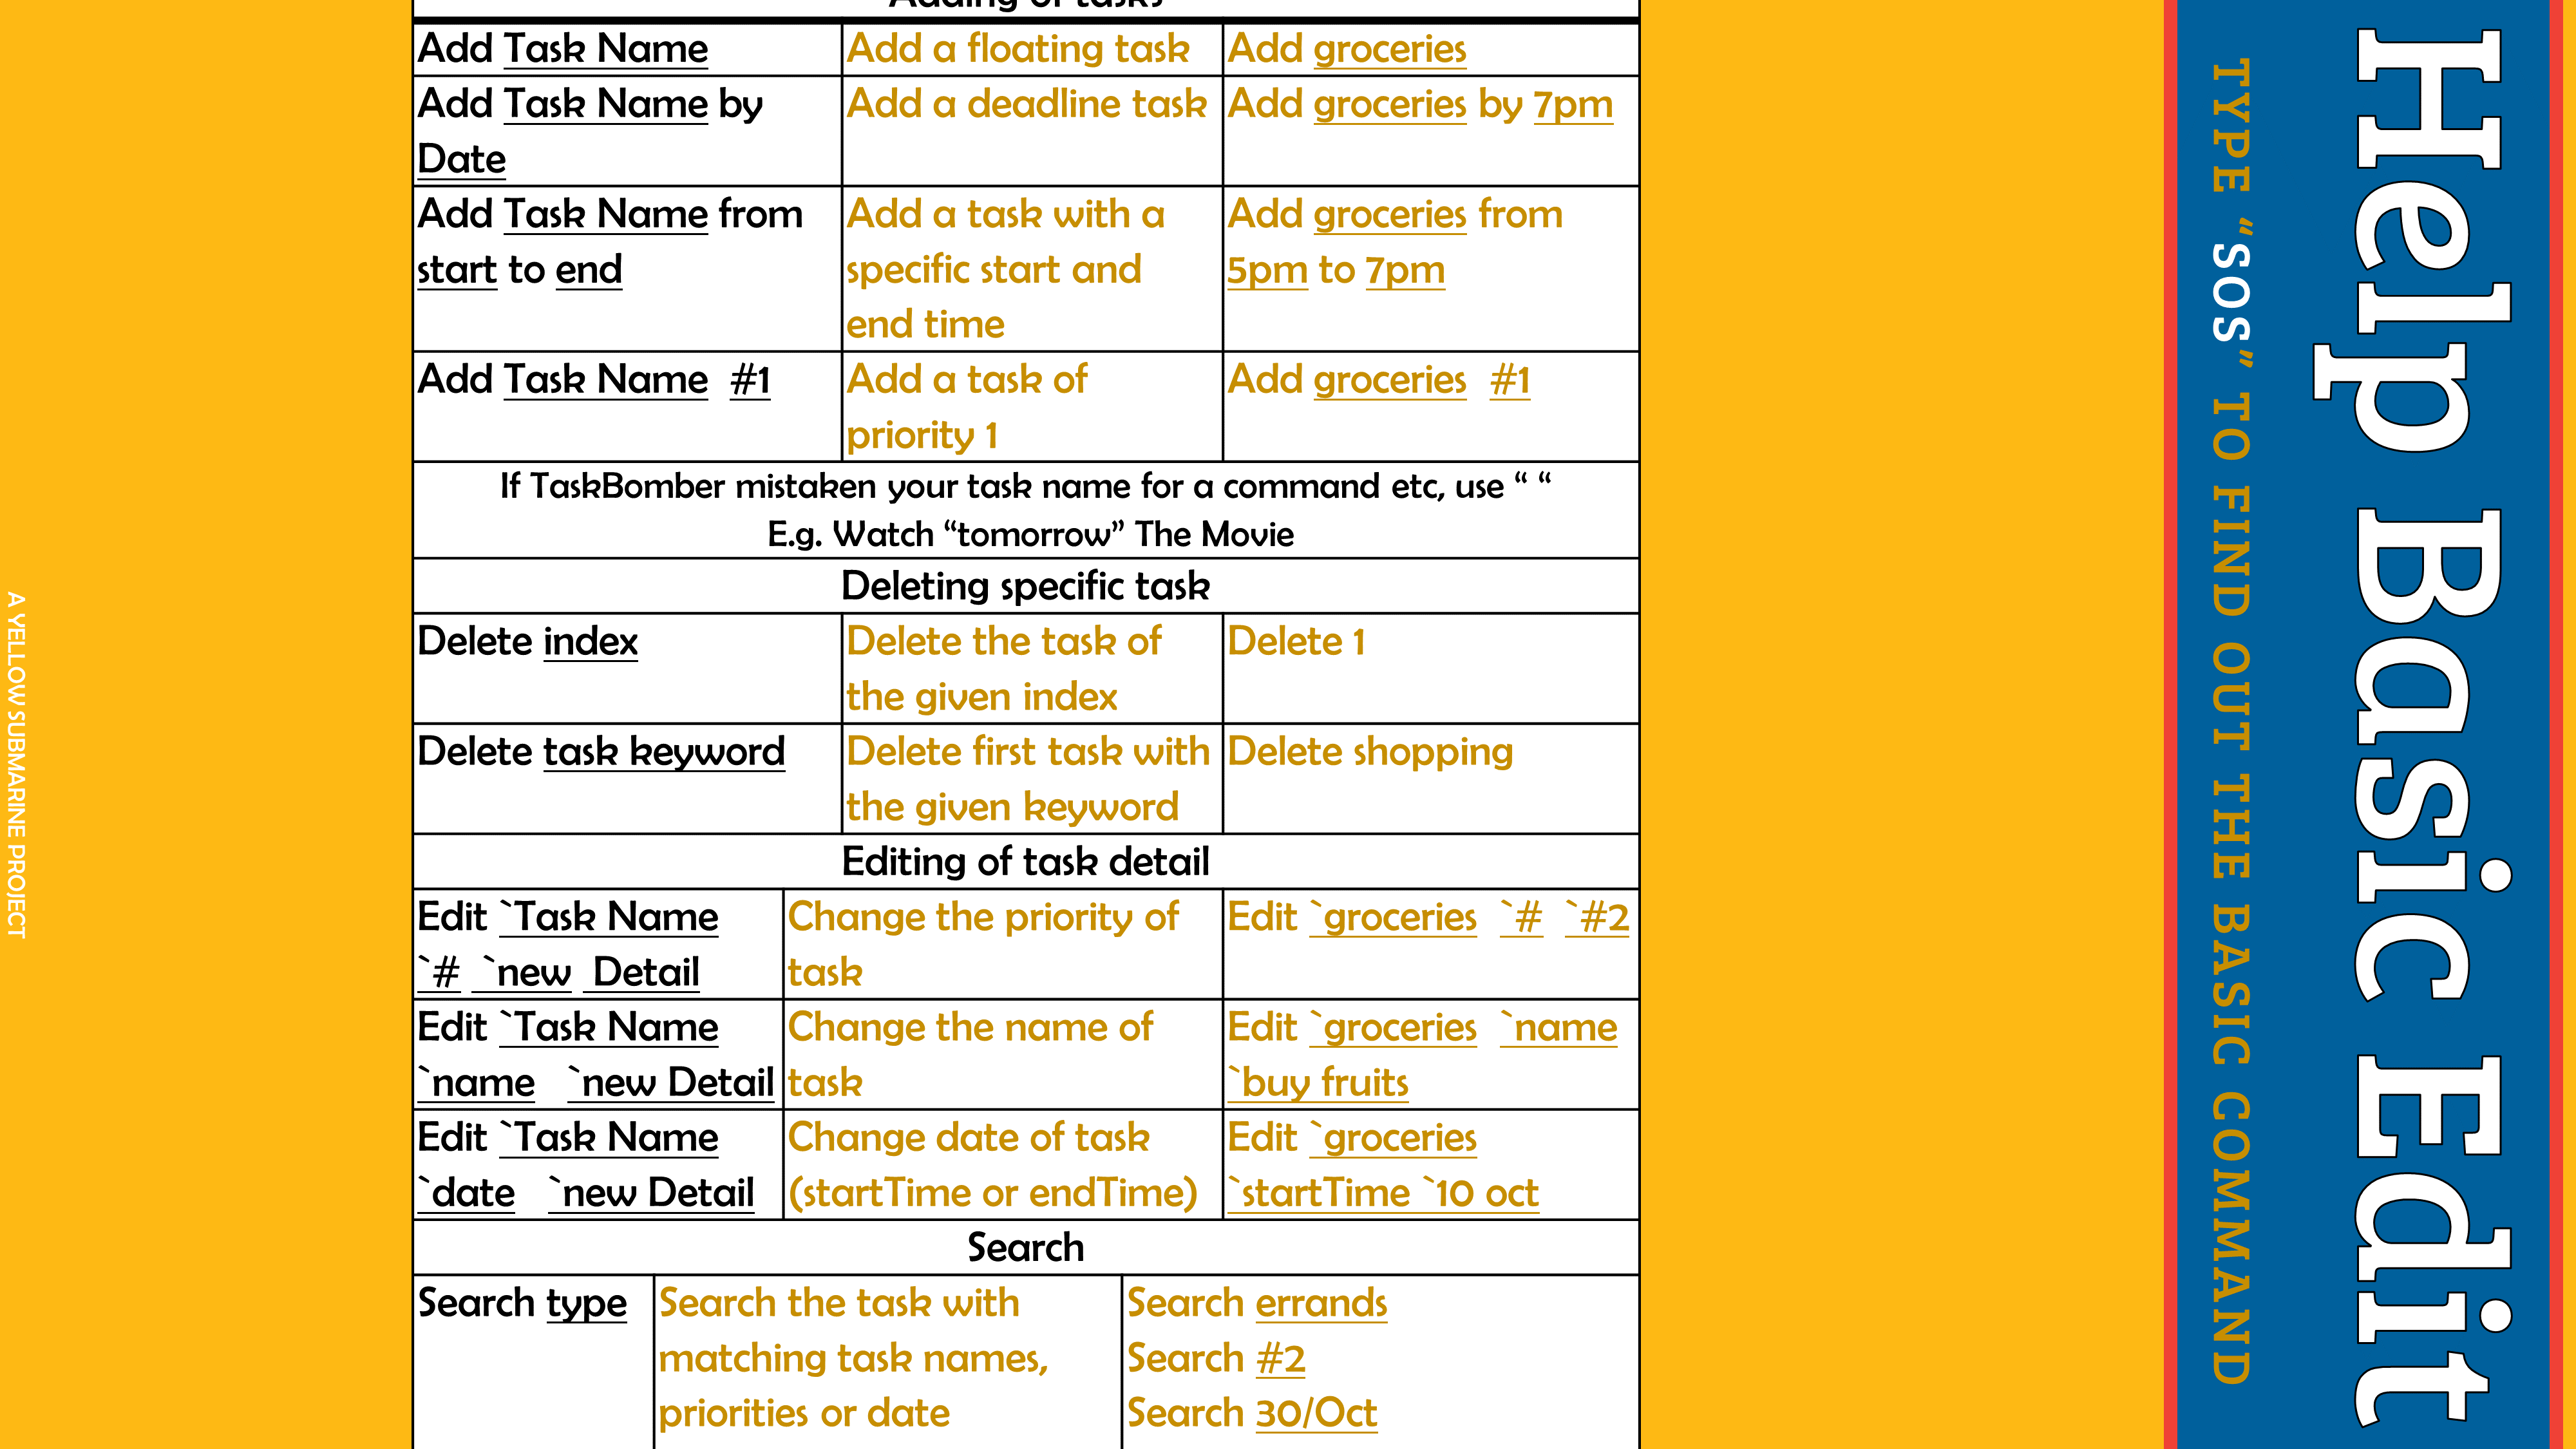 Adding of tasks
Add Task Name
Add a floating task
Add groceries
Add Task Name by
Date
Add a deadline task
Add groceries by 7pm
Add Task Name from
start to end
Add a task with a
specific start and
end time
Add groceries from
5pm to 7pm
Add Task Name #1
Add a task of
priority 1
Add groceries #1
If TaskBomber mistaken your task name for a command etc, use “ “
E.g. Watch “tomorrow” The Movie
Deleting specific task
Delete index
Delete the task of
the given index
Delete 1
Delete task keyword
Delete first task with
the given keyword
Delete shopping
Editing of task detail
Edit `Task Name
`# `new Detail
Change the priority of
task
Edit `groceries `# `#2
Edit `Task Name
`name `new Detail
Change the name of
task
Edit `groceries `name
`buy fruits
Edit `Task Name
`date `new Detail
Change date of task
(startTime or endTime)
Edit `groceries
`startTime `10 oct
Search
Search type
Search the task with
matching task names,
priorities or date
Search errands
Search #2
Search 30/Oct
Help Basic Edit
TYPE “SOS” TO FIND OUT THE BASIC COMMAND
A YELLOW SUBMARINE PROJECT